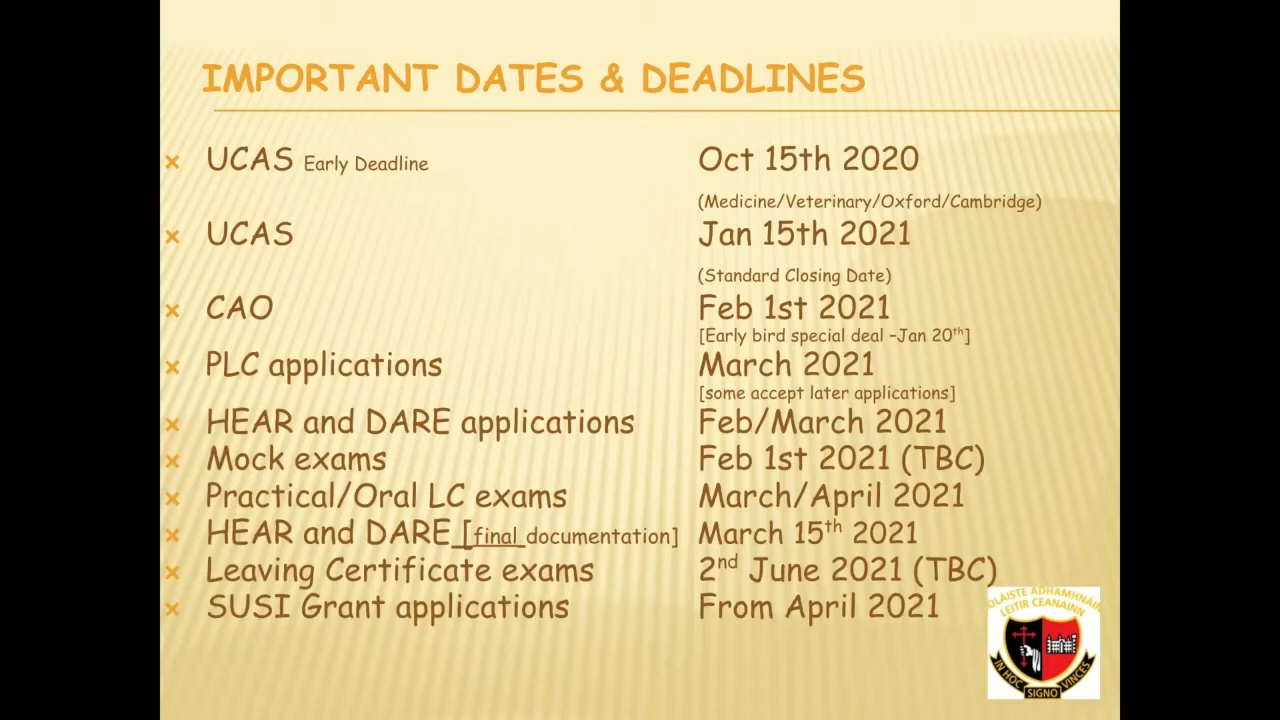 IMPORTANT DATES & DEADLINES
UCAS Early Deadline Oct 15th 2020
(Medicine/Veterinary/Oxford/Cambridge)
UCAS Jan 15th 2021
(Standard Closing Date)
CAO Feb 1st 2021
[Early bird special deal –Jan 20th]
PLC applications March 2021
[some accept later applications]
HEAR and DARE applications Feb/March 2021
Mock exams Feb 1st 2021 (TBC)
Practical/Oral LC exams March/April 2021
HEAR and DARE [final documentation] March 15th 2021
Leaving Certificate exams 2nd June 2021 (TBC)
SUSI Grant applications From April 2021
OLÁISTE ADHAMHNÁIN
LEITIR CEANAINN
IN HOC SIGNO VINCES